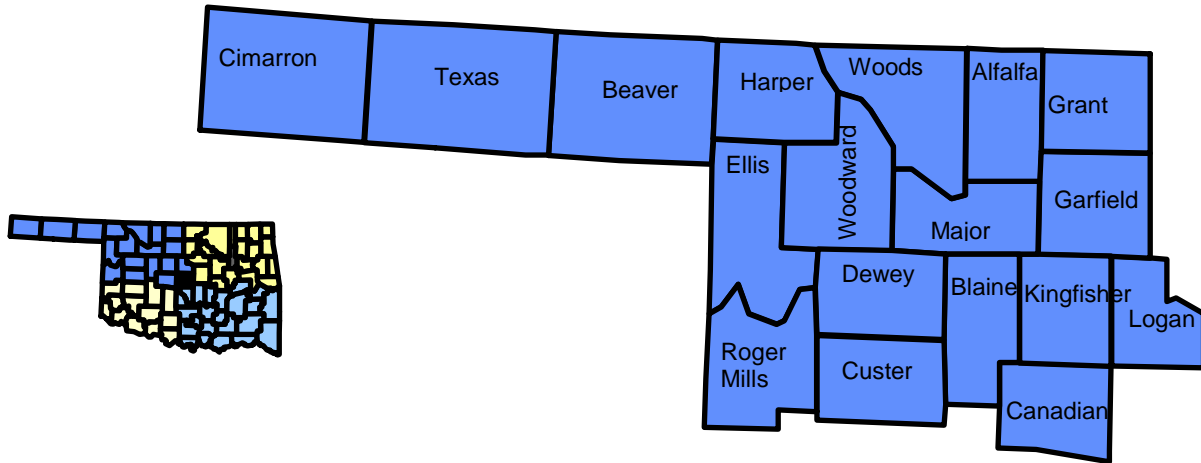 Cimarron
Texas
Beaver
Harper
Woods
Alfalfa
Grant
Ellis
Woodward
Major
Garfield
Dewey
Blaine
Kingfisher
Logan
Roger
Mills
Custer
Canadian